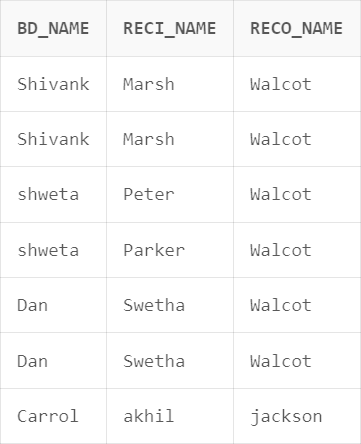 BD_NAME RECI_NAME RECO_NAME
Shivank Marsh Walcot
Shivank Marsh Walcot
shweta Peter Walcot
shweta Parker Walcot
Dan Swetha Walcot
Dan Swetha Walcot
Carrol akhil jackson